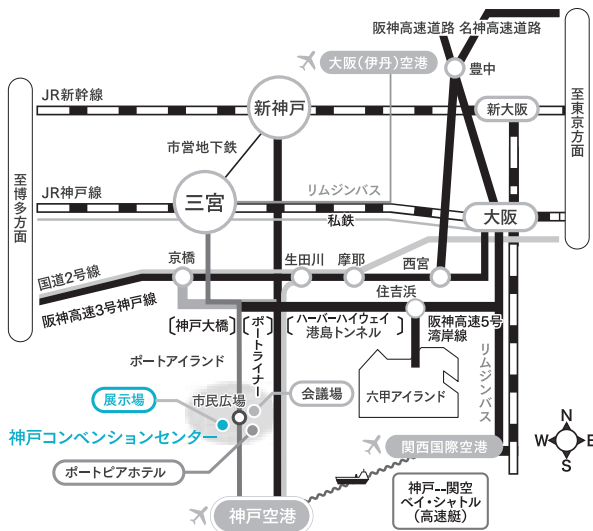 阪神高速道路 名神高速道路
大阪(伊丹)空港
豊中
JR新幹線
新神戸
新大阪
至東京方面
市営地下鉄
至博多方面
JR神戸線
三宮
リムジンバス
私鉄
大阪
京橋
生田川
摩耶
西宮
国道2号線
阪神高速3号神戸線
住吉浜
[神戸大橋]
[ポートライナー]
[ハーバーハイウェイ
港島トンネル]
阪神高速5号
湾岸線
リムジンバス
ポートアイランド
六甲アイランド
展示場
市民広場
会議場
神戸コンベンションセンター
ポートピアホテル
関西国際空港
神戸空港
神戸--関空
ベイ・シャトル
(高速艇)
N
W
E
S